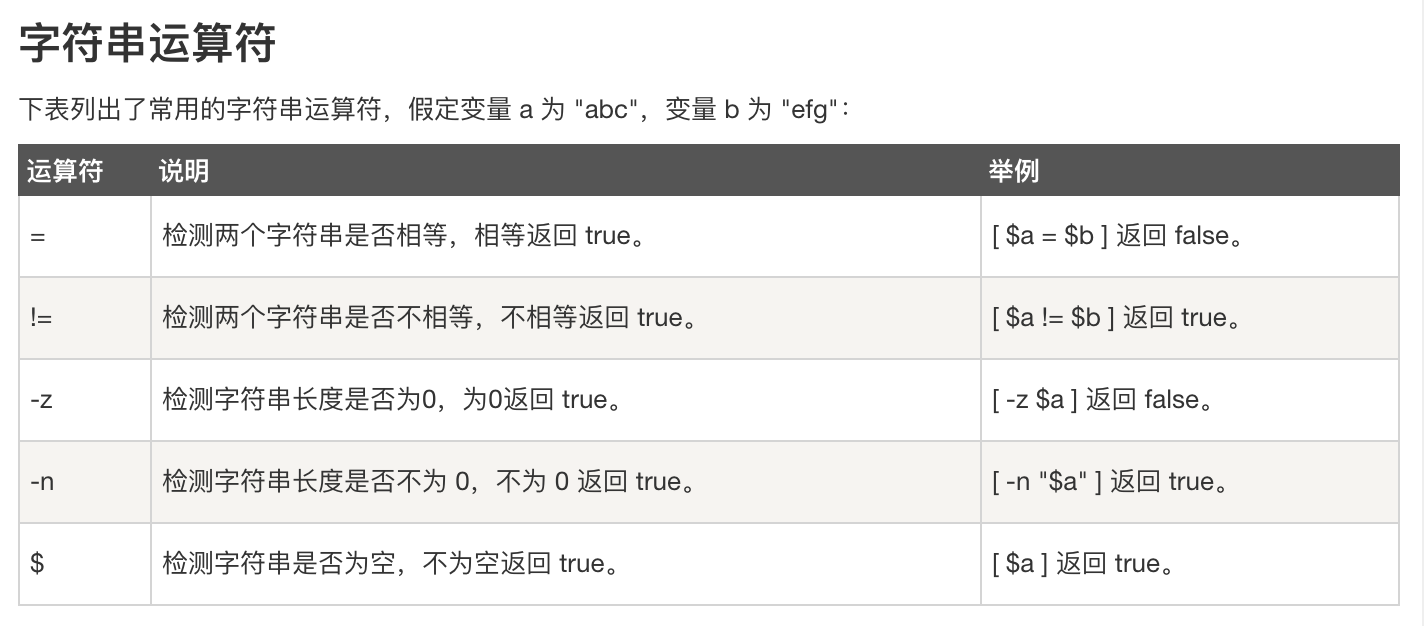 字符串运算符
下表列出了常用的字符串运算符，假定变量 a 为 "abc"，变量 b 为 "efg"：
运算符 说明 举例
= 检测两个字符串是否相等，相等返回 true。 [ $a = $b ] 返回 false。
!= 检测两个字符串是否不相等，不相等返回 true。 [ $a != $b ] 返回 true。
-z 检测字符串长度是否为0，为0返回 true。 [ -z $a ] 返回 false。
-n 检测字符串长度是否不为 0，不为 0 返回 true。 [ -n "$a" ] 返回 true。
$ 检测字符串是否为空，不为空返回 true。 [ $a ] 返回 true。